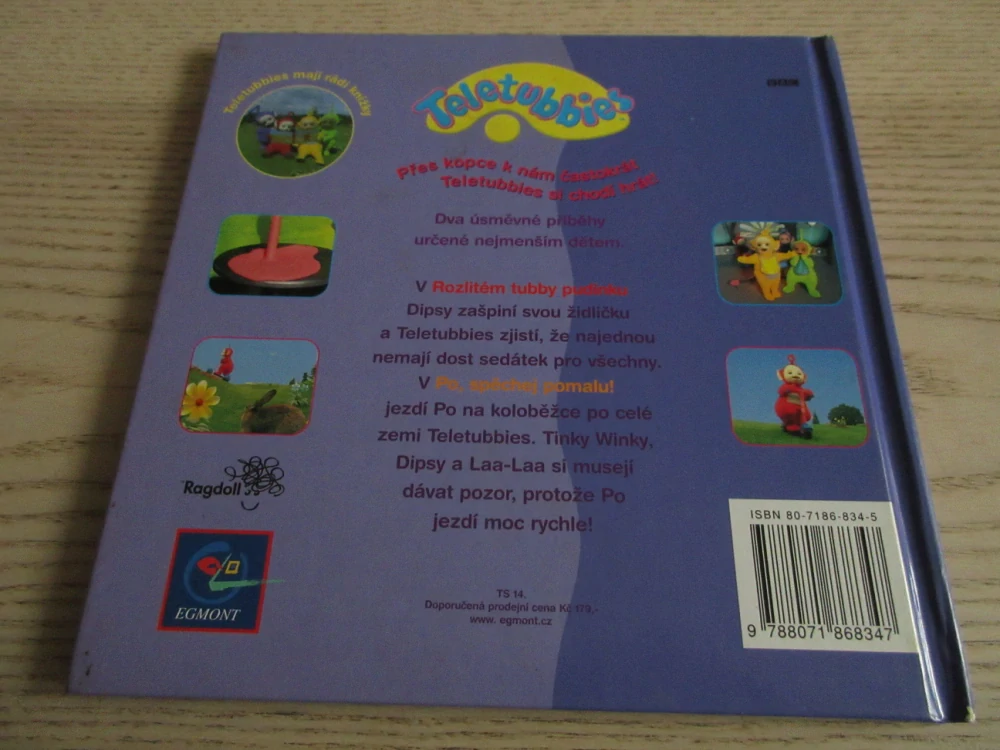 Teletubbies mají rádi knížky
Teletubbies
Přes kopce k nám častokrát
Teletubbies si chodí hrát!
Dva úsměvné příběhy
určené nejmenším dětem.
V Rozlitém tubby pudinku
Dipsy zašpiní svou židličku
a Teletubbies zjistí, že najednou
nemají dost sedátek pro všechny.
V Po, spěchej pomalu!
jezdí Po na koloběžce po celé
zemi Teletubbies. Tinky Winky,
Dipsy a Laa-Laa si musejí
dávat pozor, protože Po
jezdí moc rychle!
Ragdoll
EGMONT
TS 14.
Doporučená prodejní cena Kč 179,-
www. egmont.cz
ISBN 80-7186-834-5
9 788071 868347